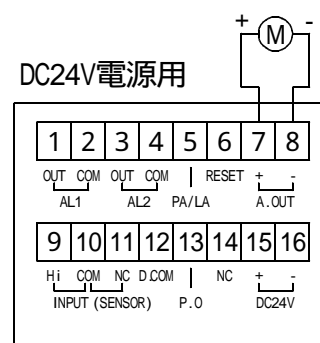 + M -
DC24V電源用
1 2 3 4 5 6 7 8
OUT COM OUT COM RESET + -
AL1 AL2 PA/LA A.OUT
9 10 11 12 13 14 15 16
Hi COM NC D.COM NC + -
INPUT (SENSOR) P.O DC24V